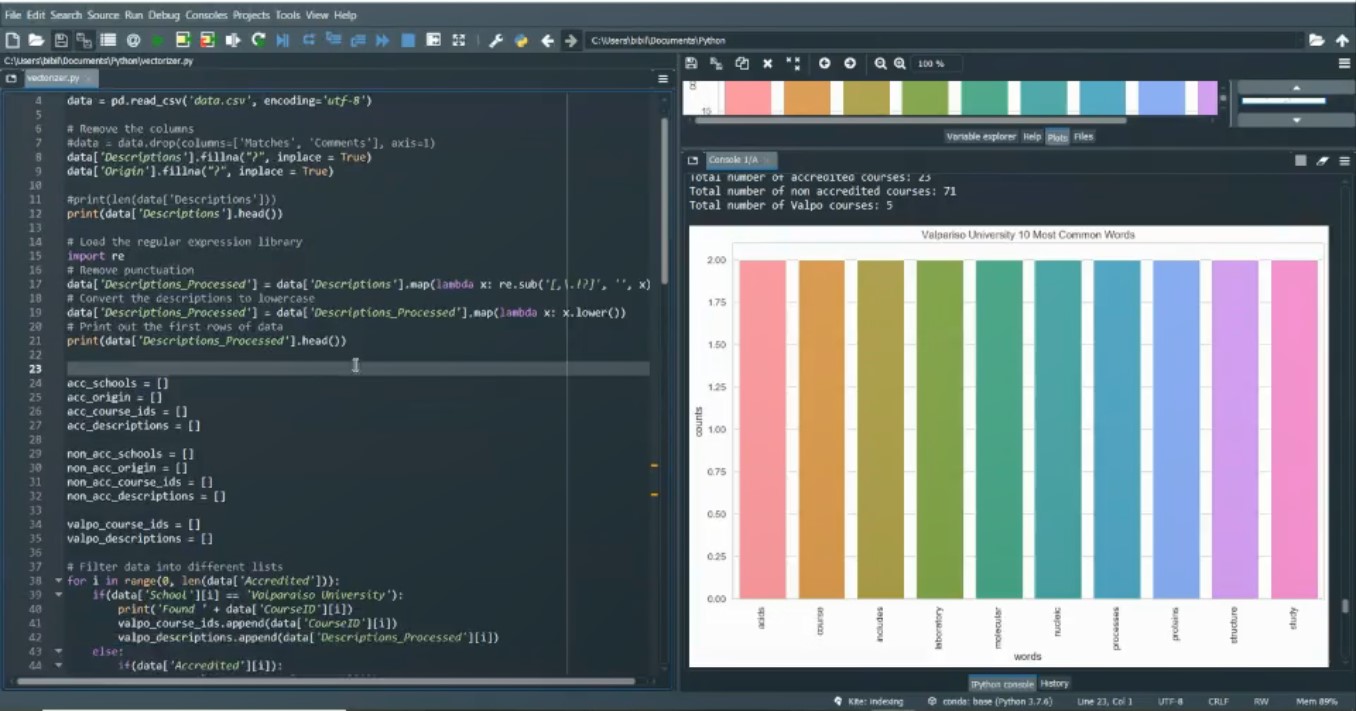 File Edit Search Source Run Debug Consoles Projects Tools View Help
C:\Users\bibil\Documents\Python
C:\Users\bibil\Documents\Python\vectorizer.py
vectorizer.py
4 data = pd.read_csv('data.csv', encoding='utf-8')
5
6 # Remove the columns
7 #data = data.drop(columns=['Matches', 'Comments'], axis=1)
8 data['Descriptions'].fillna("?", inplace = True)
9 data['Origin'].fillna("?", inplace = True)
10
11 #print(len(data['Descriptions']))
12 print(data['Descriptions'].head())
13
14 # Load the regular expression library
15 import re
16 # Remove punctuation
17 data['Descriptions_Processed'] = data['Descriptions'].map(lambda x: re.sub('[,\.!?]', '', x)
18 # Convert the descriptions to lowercase
19 data['Descriptions_Processed'] = data['Descriptions_Processed'].map(lambda x: x.lower())
20 # Print out the first rows of data
21 print(data['Descriptions_Processed'].head())
22
23
24 acc_schools = []
25 acc_origin = []
26 acc_course_ids = []
27 acc_descriptions = []
28
29 non_acc_schools = []
30 non_acc_origin = []
31 non_acc_course_ids = []
32 non_acc_descriptions = []
33
34 valpo_course_ids = []
35 valpo_descriptions = []
36
37 # Filter data into different lists
38 for i in range(0, len(data['Accredited'])):
39 if(data['School'][i] == 'Valparaiso University'):
40 print('Found ' + data['CourseID'][i])
41 valpo_course_ids.append(data['CourseID'][i])
42 valpo_descriptions.append(data['Descriptions_Processed'][i])
43 else:
44 if(data['Accredited'][i]):
100 %
15
Variable explorer Help Plots Files
Console 1/A
Total number of accredited courses: 23
Total number of non accredited courses: 71
Total number of Valpo courses: 5
Valpariso University 10 Most Common Words
2.00
1.75
1.50
1.25
1.00
0.75
0.50
0.25
0.00
counts
acids course includes laboratory molecular nucleic processes proteins structure study
words
IPython console History
Kite: indexing conda: base (Python 3.7.6) Line 23, Col 1 UTF-8 CRLF RW Mem 89%